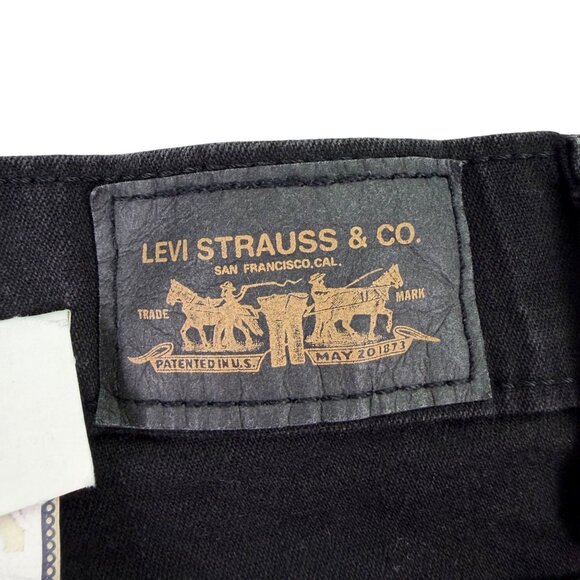 LEVI STRAUSS & CO.
SAN FRANCISCO, CAL.
TRADE MARK
PATENTED IN U.S. MAY 20 1873